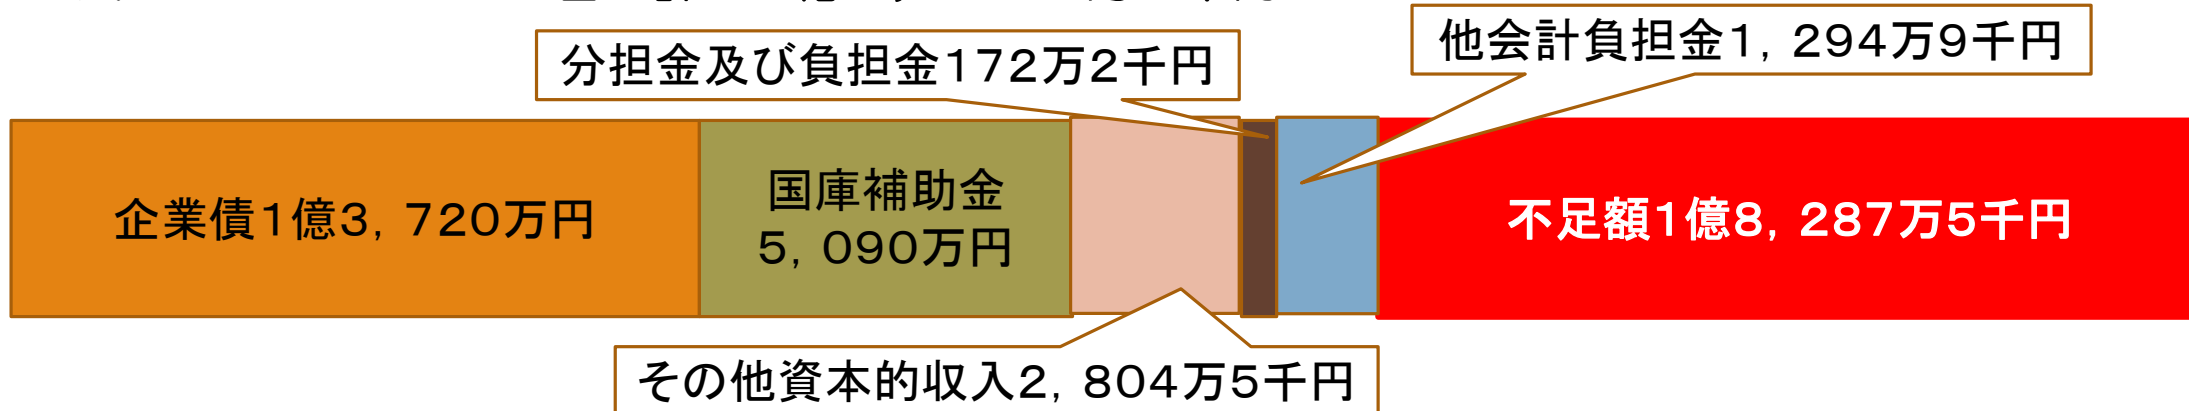 分担金及び負担金172万2千円
他会計負担金1，294万9千円
企業債1億3，720万円
国庫補助金
5，090万円
不足額1億8，287万5千円
その他資本的収入2，804万5千円